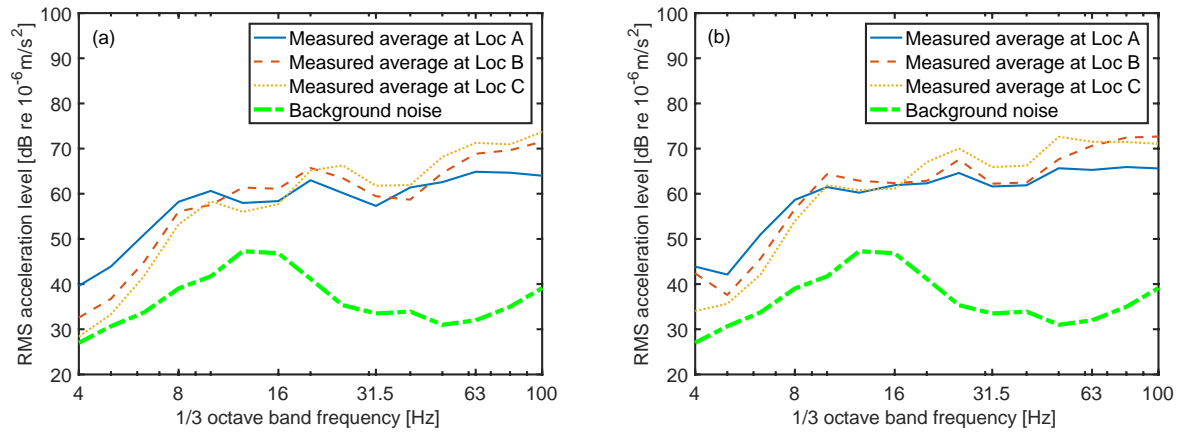 (a)
Measured average at Loc A
Measured average at Loc B
Measured average at Loc C
Background noise
RMS acceleration level [dB re 10⁻⁶m/s²]
100
90
80
70
60
50
40
30
20
4 8 16 31.5 63 100
1/3 octave band frequency [Hz]
(b)
Measured average at Loc A
Measured average at Loc B
Measured average at Loc C
Background noise
RMS acceleration level [dB re 10⁻⁶m/s²]
100
90
80
70
60
50
40
30
20
4 8 16 31.5 63 100
1/3 octave band frequency [Hz]